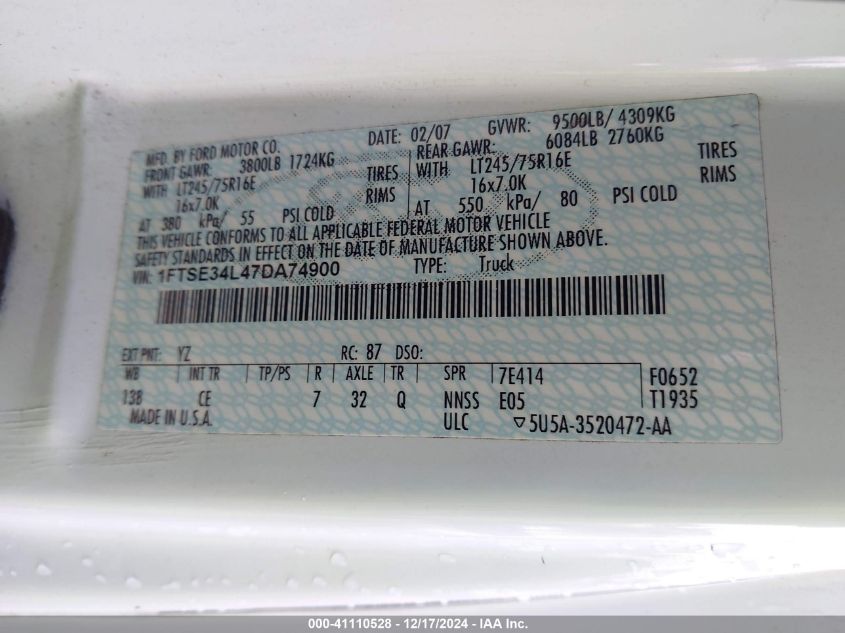 MFD. BY FORD MOTOR CO. DATE: 02/07 GVWR: 9500LB/ 4309KG
FRONT GAWR: 3800LB 1724KG REAR GAWR: 6084LB 2760KG
WITH LT245/75R16E TIRES WITH LT245/75R16E TIRES
16x7.0K RIMS 16x7.0K RIMS
AT 380 kPa/ 55 PSI COLD AT 550 kPa/ 80 PSI COLD
THIS VEHICLE CONFORMS TO ALL APPLICABLE FEDERAL MOTOR VEHICLE
SAFETY STANDARDS IN EFFECT ON THE DATE OF MANUFACTURE SHOWN ABOVE.
VIN: 1FTSE34L47DA74900 TYPE: Truck
EXT PNT: YZ RC: 87 DSO:
WB INT TR TP/PS R AXLE TR SPR 7E414 F0652
138 CE 7 32 Q NNSS E05 T1935
MADE IN U.S.A. ULC ▽5U5A-3520472-AA
000-41110528 - 12/17/2024 - IAA Inc.